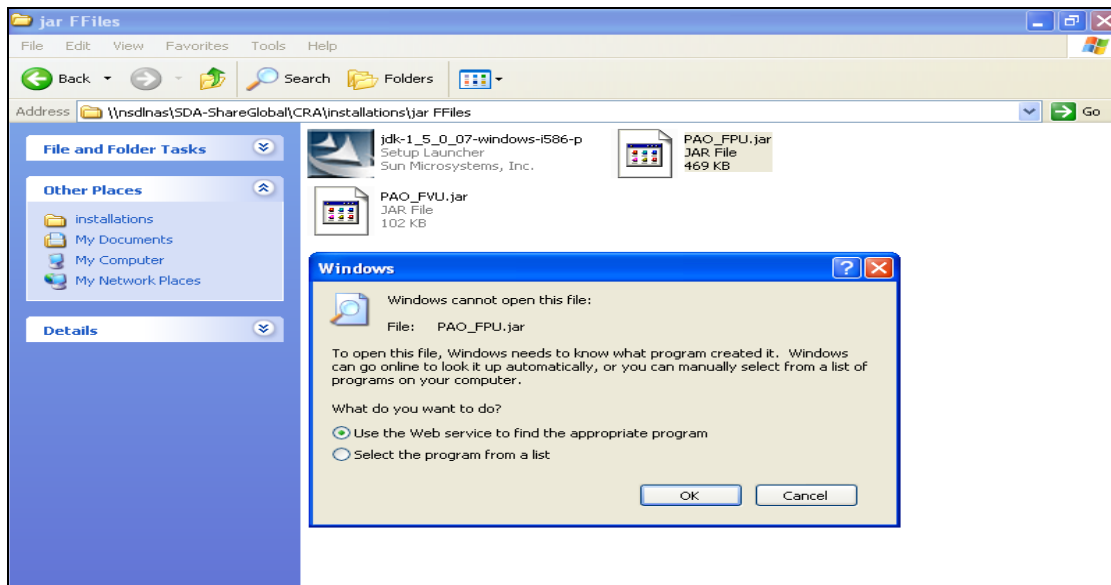 jar FFiles
File Edit View Favorites Tools Help
Back Search Folders
Address \\nsdlnas\SDA-ShareGlobal\CRA\installations\jar FFiles Go
File and Folder Tasks
Other Places
installations
My Documents
My Computer
My Network Places
Details
jdk-1_5_0_07-windows-i586-p
Setup Launcher
Sun Microsystems, Inc.
PAO_FPU.jar
JAR File
469 KB
PAO_FVU.jar
JAR File
102 KB
Windows
Windows cannot open this file:
File: PAO_FPU.jar
To open this file, Windows needs to know what program created it. Windows
can go online to look it up automatically, or you can manually select from a list of
programs on your computer.
What do you want to do?
Use the Web service to find the appropriate program
Select the program from a list
OK Cancel